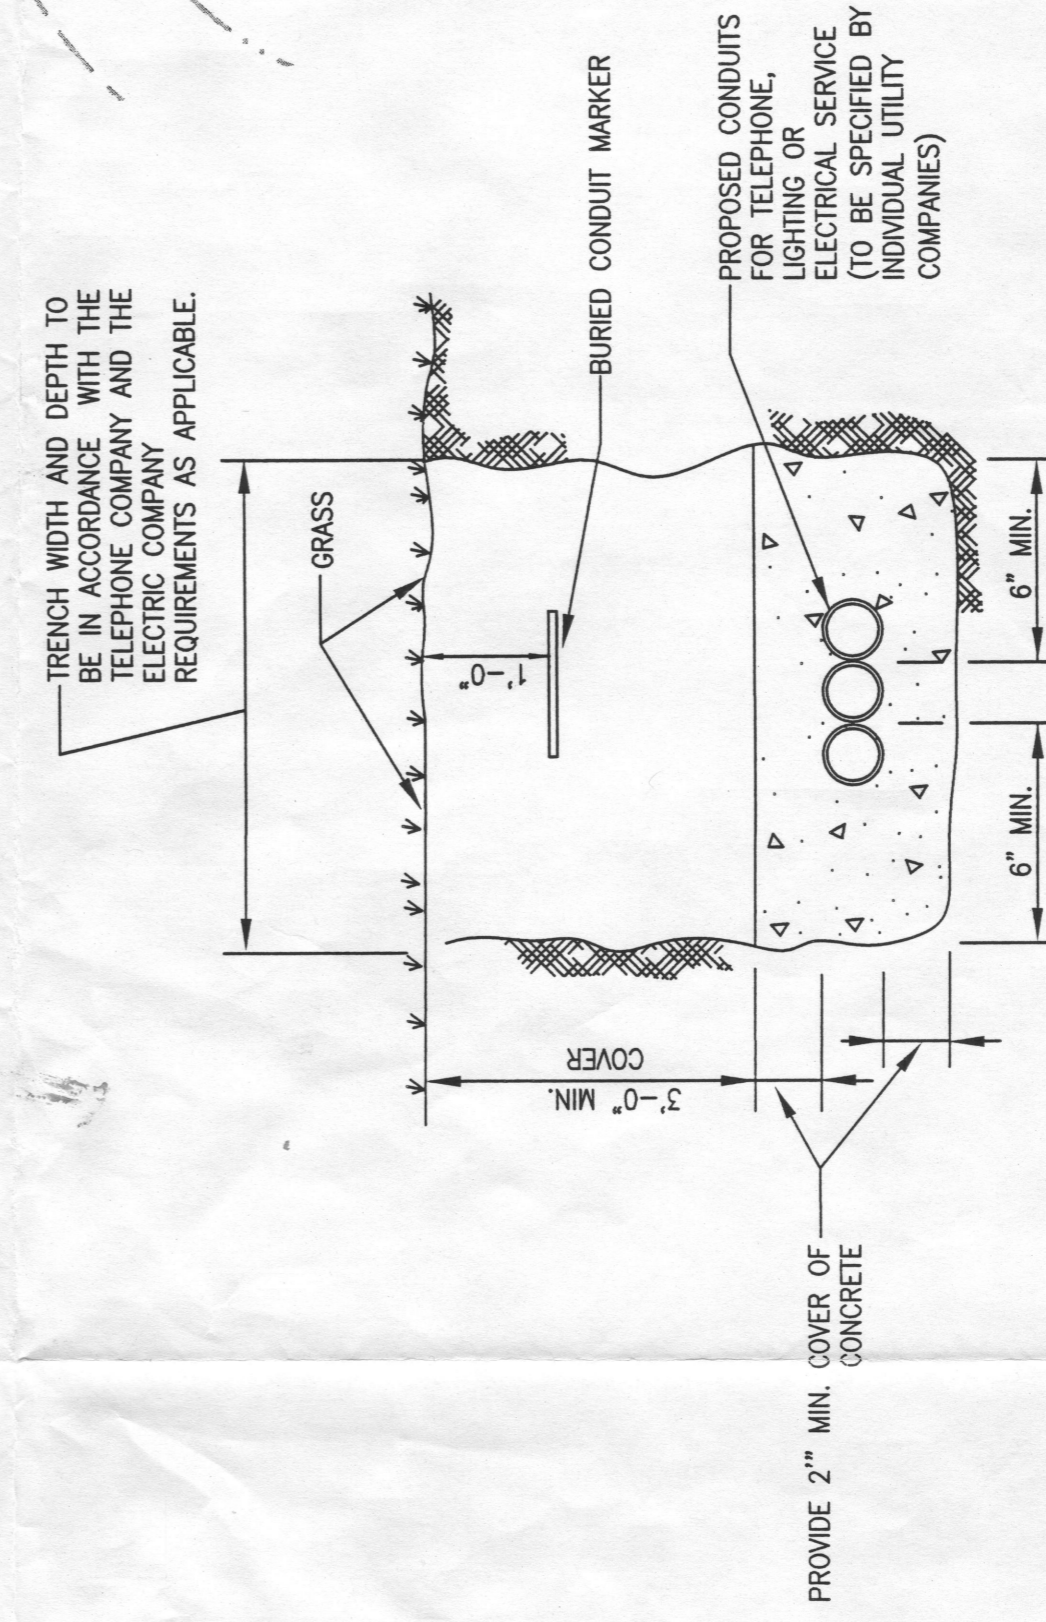 TRENCH WIDTH AND DEPTH TO
BE IN ACCORDANCE WITH THE
TELEPHONE COMPANY AND THE
ELECTRIC COMPANY
REQUIREMENTS AS APPLICABLE.
GRASS
1'-0"
BURIED CONDUIT MARKER
3'-0" MIN.
COVER
PROPOSED CONDUITS
FOR TELEPHONE,
LIGHTING OR
ELECTRICAL SERVICE
(TO BE SPECIFIED BY
INDIVIDUAL UTILITY
COMPANIES)
PROVIDE 2'" MIN. COVER OF
CONCRETE
6" MIN.
6" MIN.